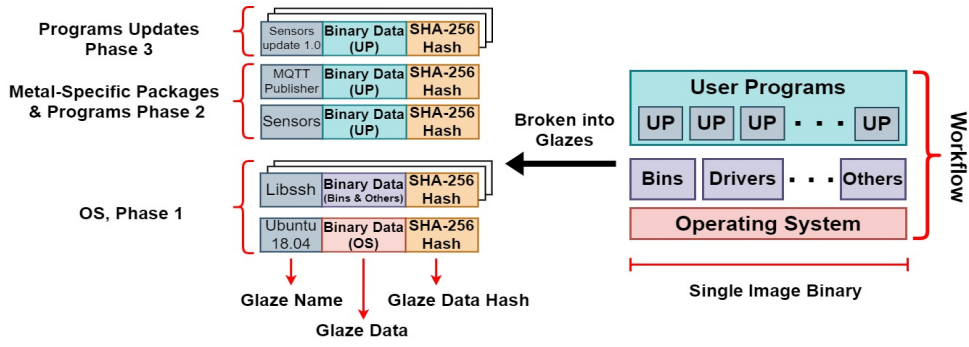 Programs Updates
Phase 3
Sensors
update 1.0
Binary Data
(UP)
SHA-256
Hash
Metal-Specific Packages
& Programs Phase 2
MQTT
Publisher
Binary Data
(UP)
SHA-256
Hash
Sensors
Binary Data
(UP)
SHA-256
Hash
OS, Phase 1
Libssh
Binary Data
(Bins & Others)
SHA-256
Hash
Ubuntu
18.04
Binary Data
(OS)
SHA-256
Hash
Glaze Name
Glaze Data Hash
Glaze Data
Broken into
Glazes
User Programs
UP UP UP . . . UP
Bins Drivers . . . Others
Operating System
Workflow
Single Image Binary